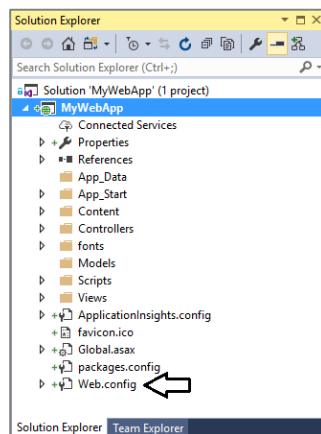 Solution Explorer
Search Solution Explorer (Ctrl+;)
Solution 'MyWebApp' (1 project)
MyWebApp
Connected Services
Properties
References
App_Data
App_Start
Content
Controllers
fonts
Models
Scripts
Views
ApplicationInsights.config
favicon.ico
Global.asax
packages.config
Web.config
Solution Explorer Team Explorer